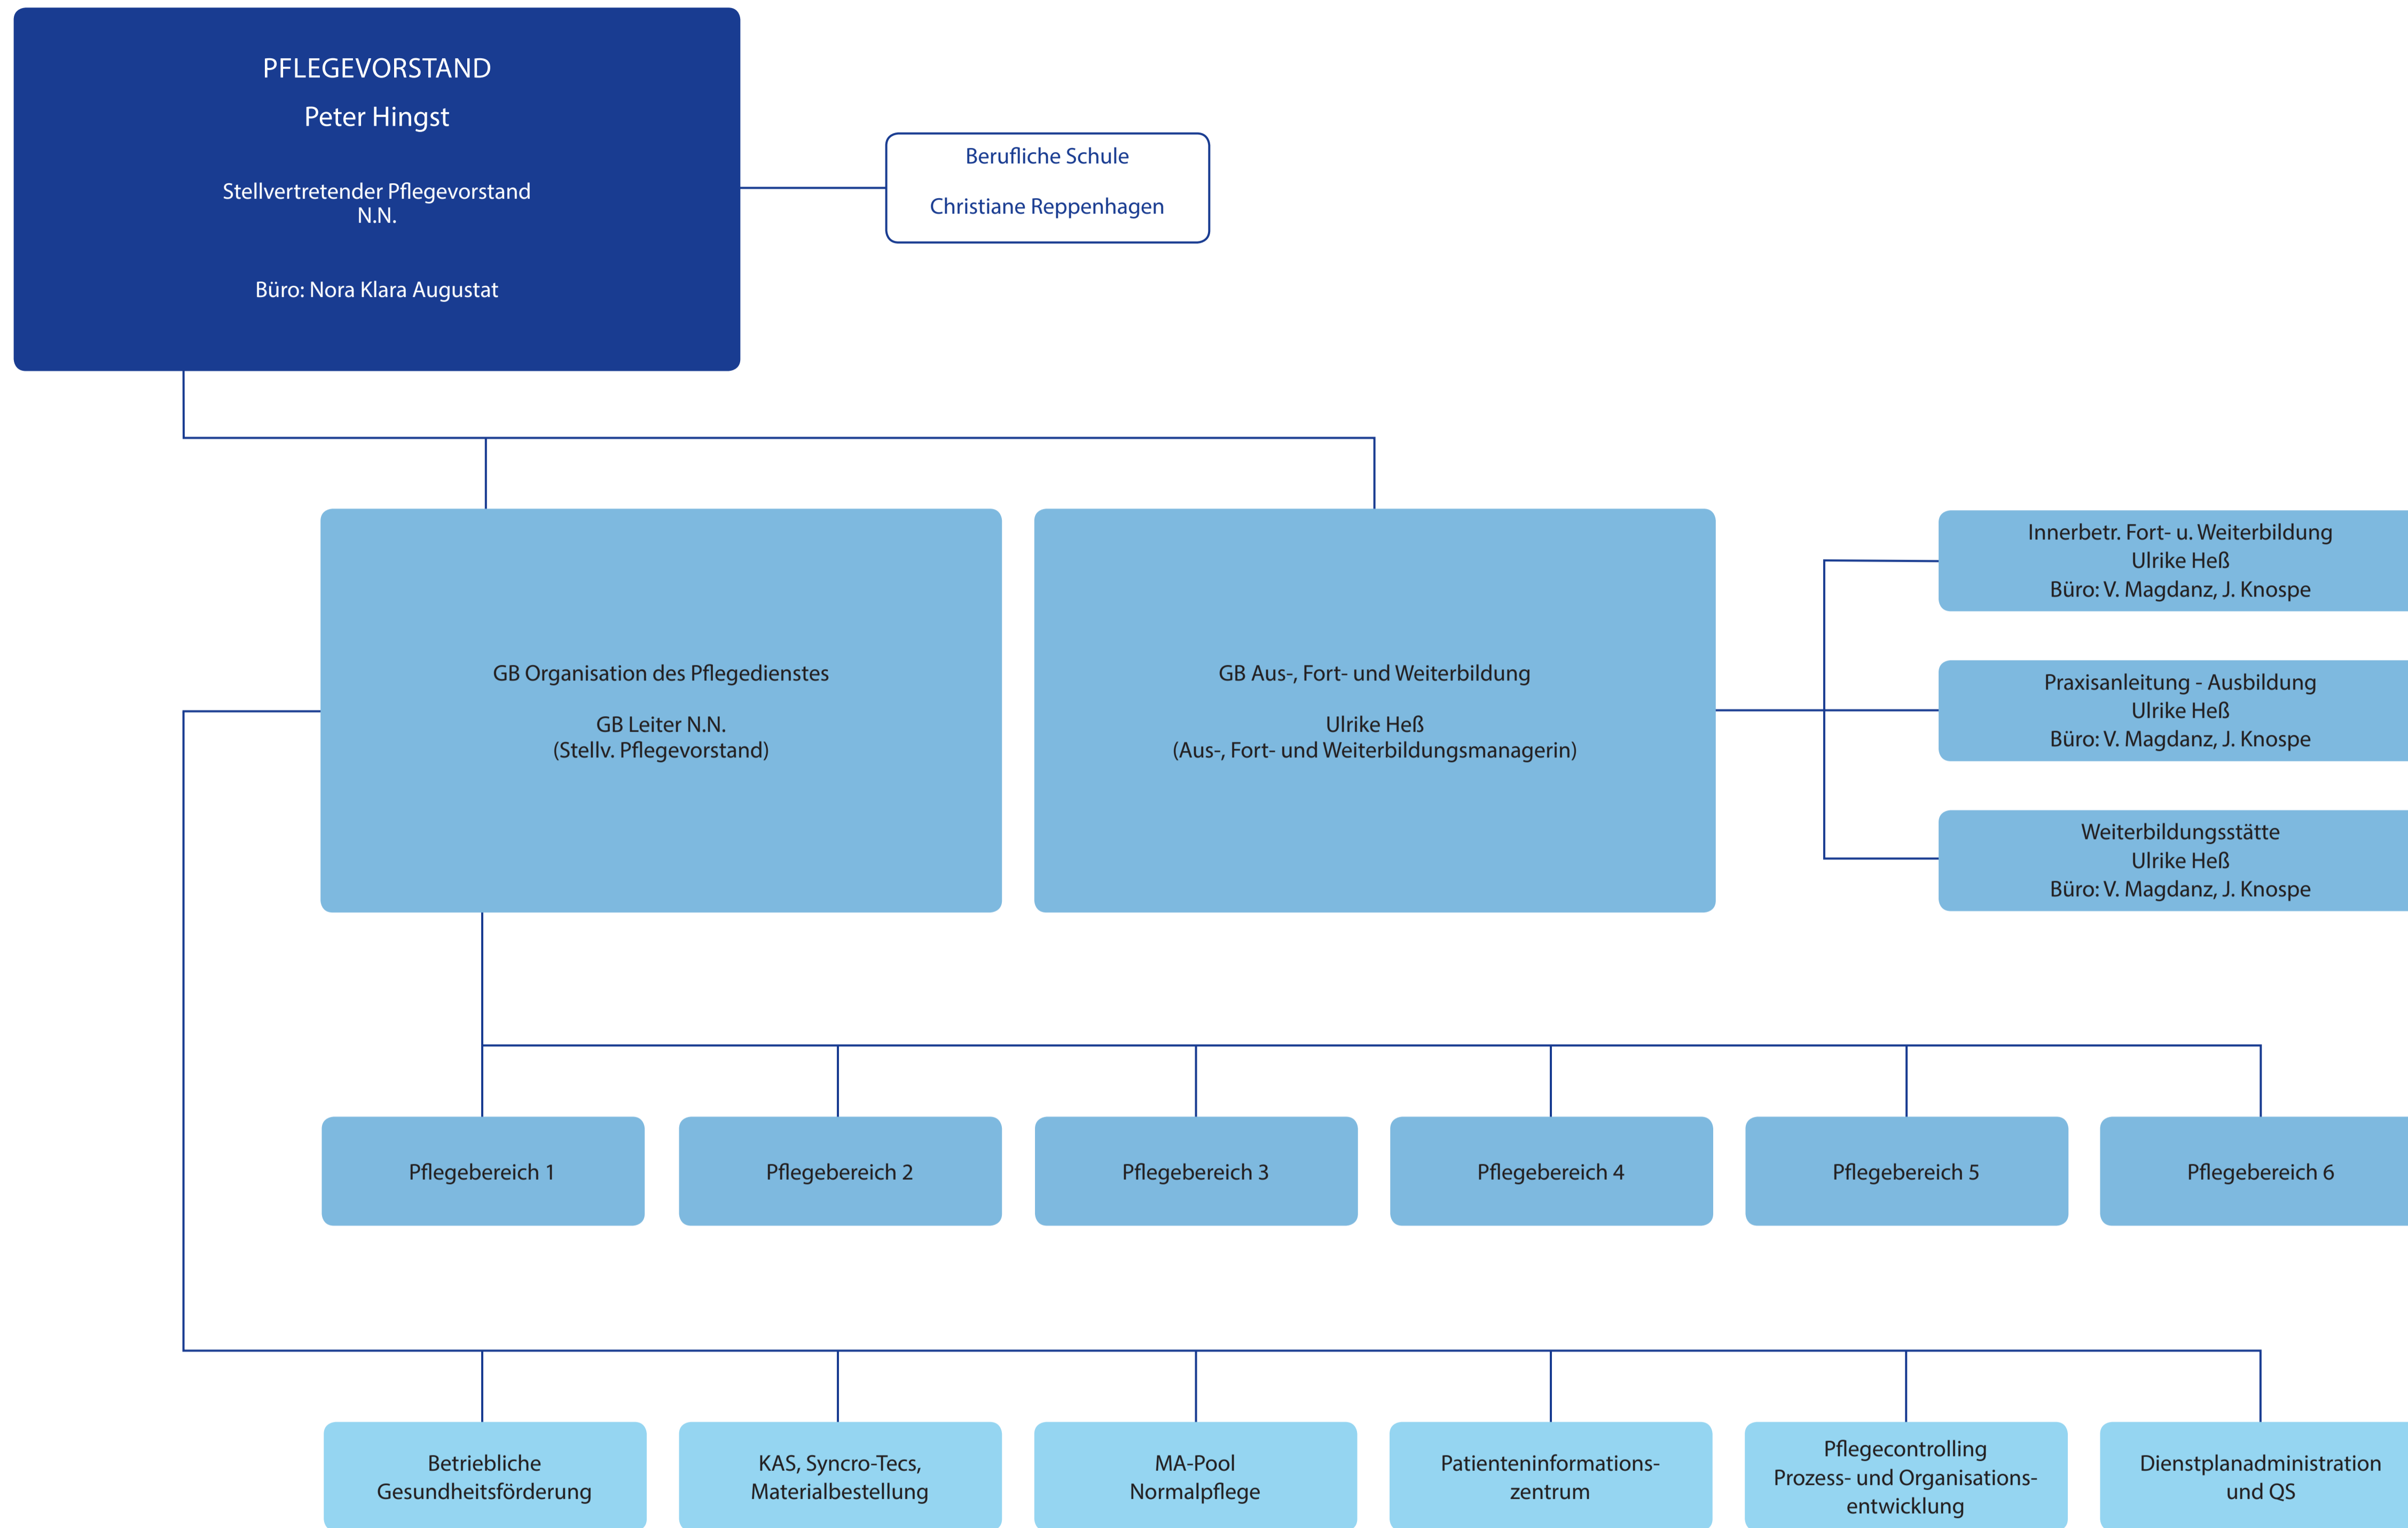 PFLEGEVORSTAND
Peter Hingst
Stellvertretender Pflegevorstand
N.N.
Büro: Nora Klara Augustat
Berufliche Schule
Christiane Reppenhagen
GB Organisation des Pflegedienstes
GB Leiter N.N.
(Stellv. Pflegevorstand)
GB Aus-, Fort- und Weiterbildung
Ulrike Heß
(Aus-, Fort- und Weiterbildungsmanagerin)
Innerbetr. Fort- u. Weiterbildung
Ulrike Heß
Büro: V. Magdanz, J. Knospe
Praxisanleitung - Ausbildung
Ulrike Heß
Büro: V. Magdanz, J. Knospe
Weiterbildungsstätte
Ulrike Heß
Büro: V. Magdanz, J. Knospe
Pflegebereich 1
Pflegebereich 2
Pflegebereich 3
Pflegebereich 4
Pflegebereich 5
Pflegebereich 6
Betriebliche
Gesundheitsförderung
KAS, Syncro-Tecs,
Materialbestellung
MA-Pool
Normalpflege
Patienteninformations-
zentrum
Pflegecontrolling
Prozess- und Organisations-
entwicklung
Dienstplanadministration
und QS